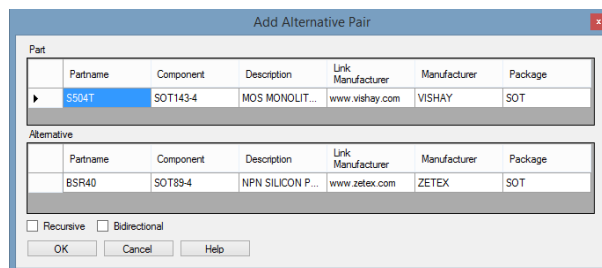 Add Alternative Pair
x
Part
Partname Component Description Link Manufacturer Manufacturer Package
S504T SOT143-4 MOS MONOLIT... www.vishay.com VISHAY SOT
Alternative
Partname Component Description Link Manufacturer Manufacturer Package
BSR40 SOT89-4 NPN SILICON P... www.zetex.com ZETEX SOT
Recursive Bidirectional
OK Cancel Help